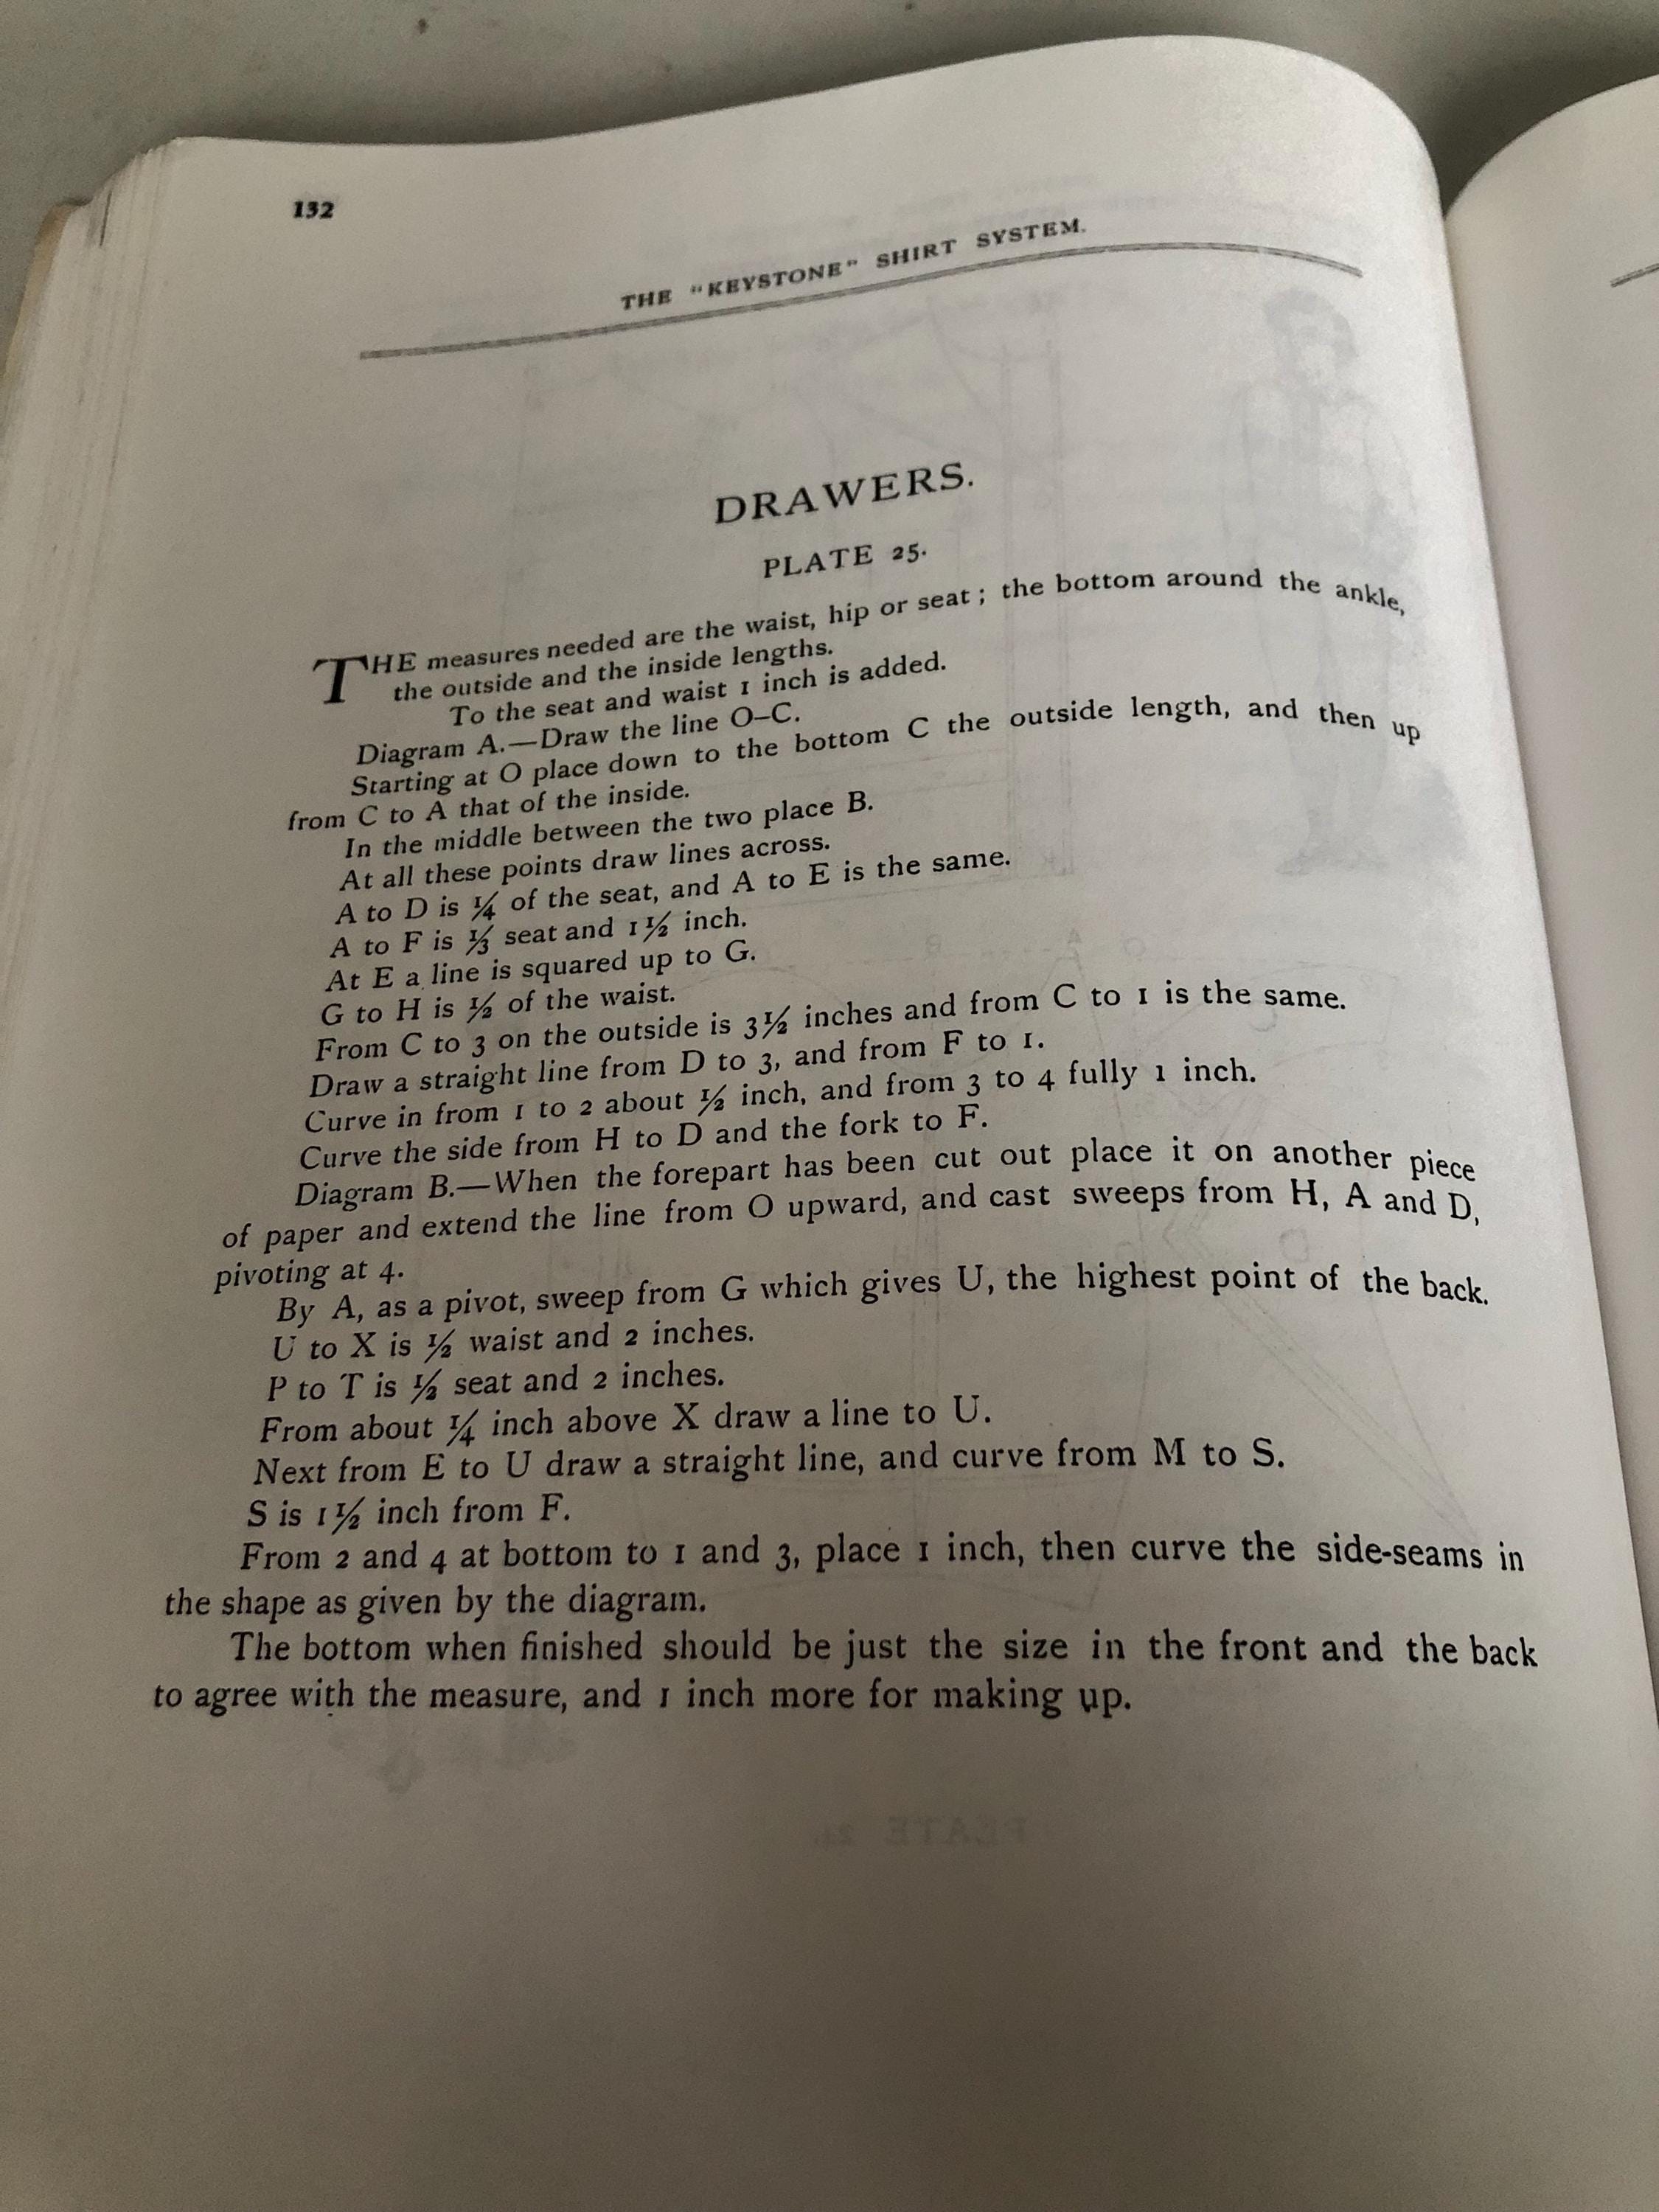 132
THE "KEYSTONE" SHIRT SYSTEM.
DRAWERS.
PLATE 25.
THE measures needed are the waist, hip or seat; the bottom around the ankle,
the outside and the inside lengths.
To the seat and waist 1 inch is added.
Diagram A.—Draw the line O–C.
Starting at O place down to the bottom C the outside length, and then up
from C to A that of the inside.
In the middle between the two place B.
At all these points draw lines across.
A to D is ¼ of the seat, and A to E is the same.
A to F is ⅓ seat and 1½ inch.
At E a line is squared up to G.
G to H is ½ of the waist.
From C to 3 on the outside is 3½ inches and from C to 1 is the same.
Draw a straight line from D to 3, and from F to 1.
Curve in from 1 to 2 about ½ inch, and from 3 to 4 fully 1 inch.
Curve the side from H to D and the fork to F.
Diagram B.—When the forepart has been cut out place it on another piece
of paper and extend the line from O upward, and cast sweeps from H, A and D,
pivoting at 4.
By A, as a pivot, sweep from G which gives U, the highest point of the back.
U to X is ½ waist and 2 inches.
P to T is ½ seat and 2 inches.
From about ¼ inch above X draw a line to U.
Next from E to U draw a straight line, and curve from M to S.
S is 1½ inch from F.
From 2 and 4 at bottom to 1 and 3, place 1 inch, then curve the side-seams in
the shape as given by the diagram.
The bottom when finished should be just the size in the front and the back
to agree with the measure, and 1 inch more for making up.